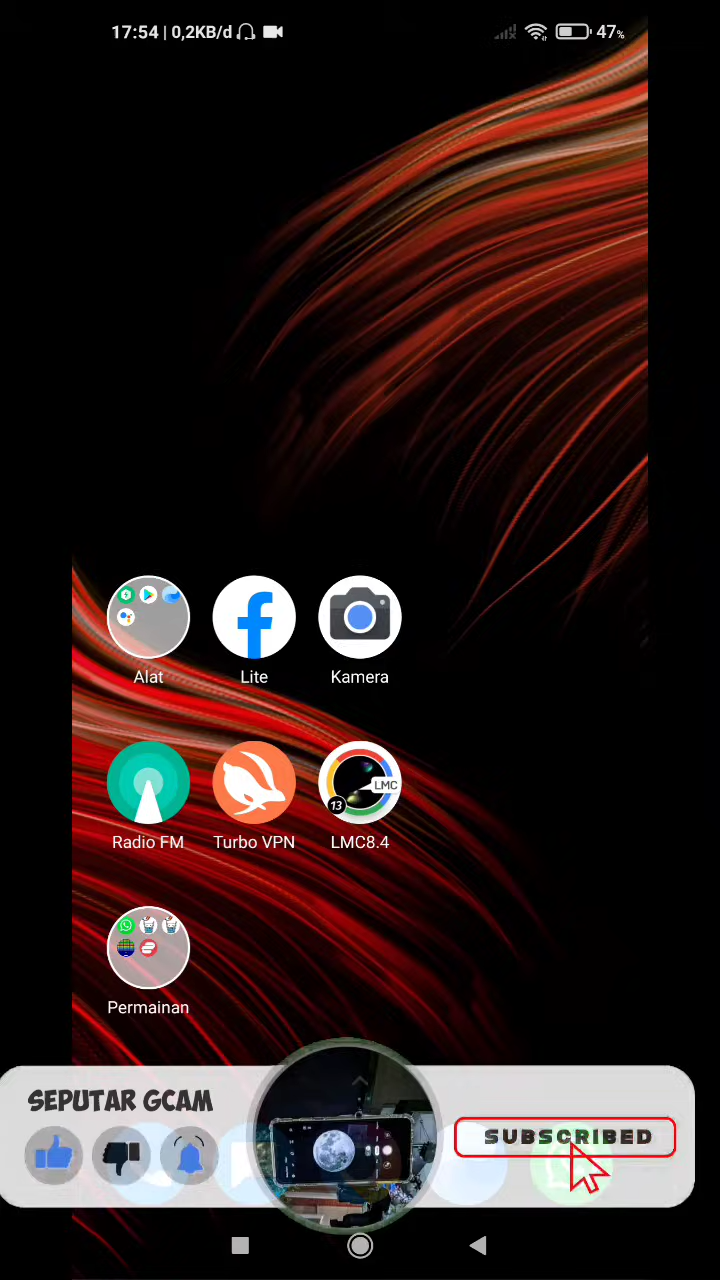 17:54 | 0,2KB/d 47%
Alat Lite Kamera
LMC
13
Radio FM Turbo VPN LMC8.4
Permainan
SEPUTAR GCAM
SUBSCRIBED